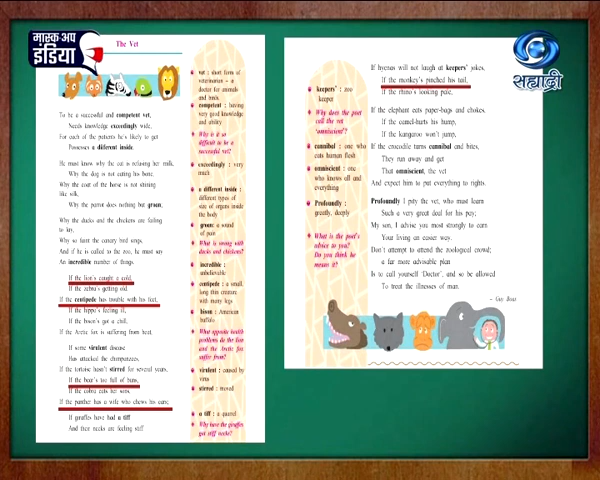 मास्क अप
इंडिया
सह्याद्री
The Vet
To be a successful and competent vet,
Needs knowledge exceedingly wide,
For each of the patients he's likely to get
Possesses a different inside.
He must know why the cat is refusing her milk,
Why the dog is not eating his bone,
Why the coat of the horse is not shining
like silk,
Why the parrot does nothing but groan;
Why the ducks and the chickens are failing
to lay,
Why so faint the canary bird sings,
And if he is called to the zoo, he must say
An incredible number of things.
If the lion's caught a cold,
If the zebra's getting old
If the centipede has trouble with his feet,
If the hippo's feeling ill,
If the bison's got a chill,
If the Arctic fox is suffering from heat,
If some virulent disease
Has attacked the chimpanzees,
If the tortoise hasn't stirred for several years,
If the bear's too full of buns,
If the cobra eats her sons
If the panther has a wife who chews his ears;
If giraffes have had a tiff
And their necks are feeling stiff
vet : short form of
veterinarian - a
doctor for animals
and birds.
competent : having
very good knowledge
and ability
Why is it so
difficult to be a
successful vet?
exceedingly : very
much
a different inside :
different types of
size of organs inside
the body
groan : a sound
of pain
What is wrong with
ducks and chickens?
incredible :
unbelievable
centipede : a small
long thin creature
with many legs
bison : American
buffalo
What opposite health
problems do the lion
and the Arctic fox
suffer from?
virulent : caused by
virus
stirred : moved
a tiff : a quarrel
Why have the giraffes
got stiff necks?
keepers' : zoo
keeper
Why does the poet
call the vet
'omniscient'?
cannibal : one who
eats human flesh
omniscient : one
who knows all and
everything
Profoundly :
greatly, deeply
What is the poet's
advice to you?
Do you think he
means it?
If hyenas will not laugh at keepers' jokes,
If the monkey's pinched his tail,
If the rhino's looking pale,
If the elephant eats paper-bags and chokes.
If the camel-hurts his hump,
If the kangaroo won't jump,
If the crocodile turns cannibal and bites,
They run away and get
That omniscient, the vet
And expect him to put everything to rights.
Profoundly I pity the vet, who must learn
Such a very great deal for his pay;
My son, I advise you most strongly to earn
Your living an easier way.
Don't attempt to attend the zoological crowd;
a far more advisable plan
Is to call yourself 'Doctor', and so be allowed
To treat the illnesses of man.
- Guy Boas